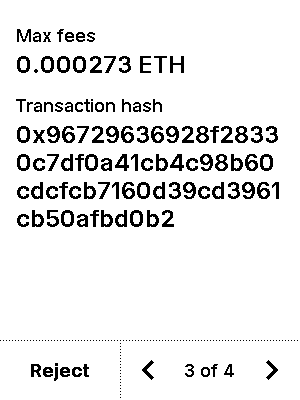 Max fees
0.000273 ETH
Transaction hash
0x96729636928f2833
0c7df0a41cb4c98b60
cdcfcb7160d39cd3961
cb50afbd0b2
Reject
3 of 4